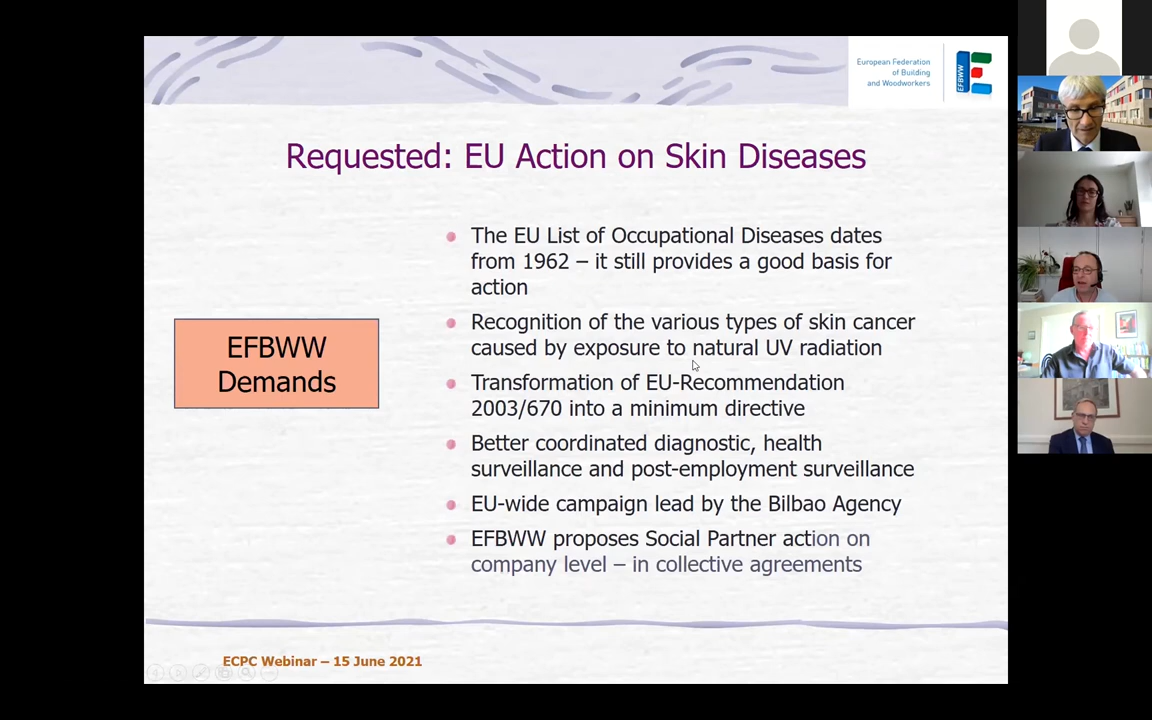 European Federation
of Building
and Woodworkers
EFBWW
Requested: EU Action on Skin Diseases
EFBWW
Demands
The EU List of Occupational Diseases dates
from 1962 – it still provides a good basis for
action
Recognition of the various types of skin cancer
caused by exposure to natural UV radiation
Transformation of EU-Recommendation
2003/670 into a minimum directive
Better coordinated diagnostic, health
surveillance and post-employment surveillance
EU-wide campaign lead by the Bilbao Agency
EFBWW proposes Social Partner action on
company level – in collective agreements
ECPC Webinar – 15 June 2021